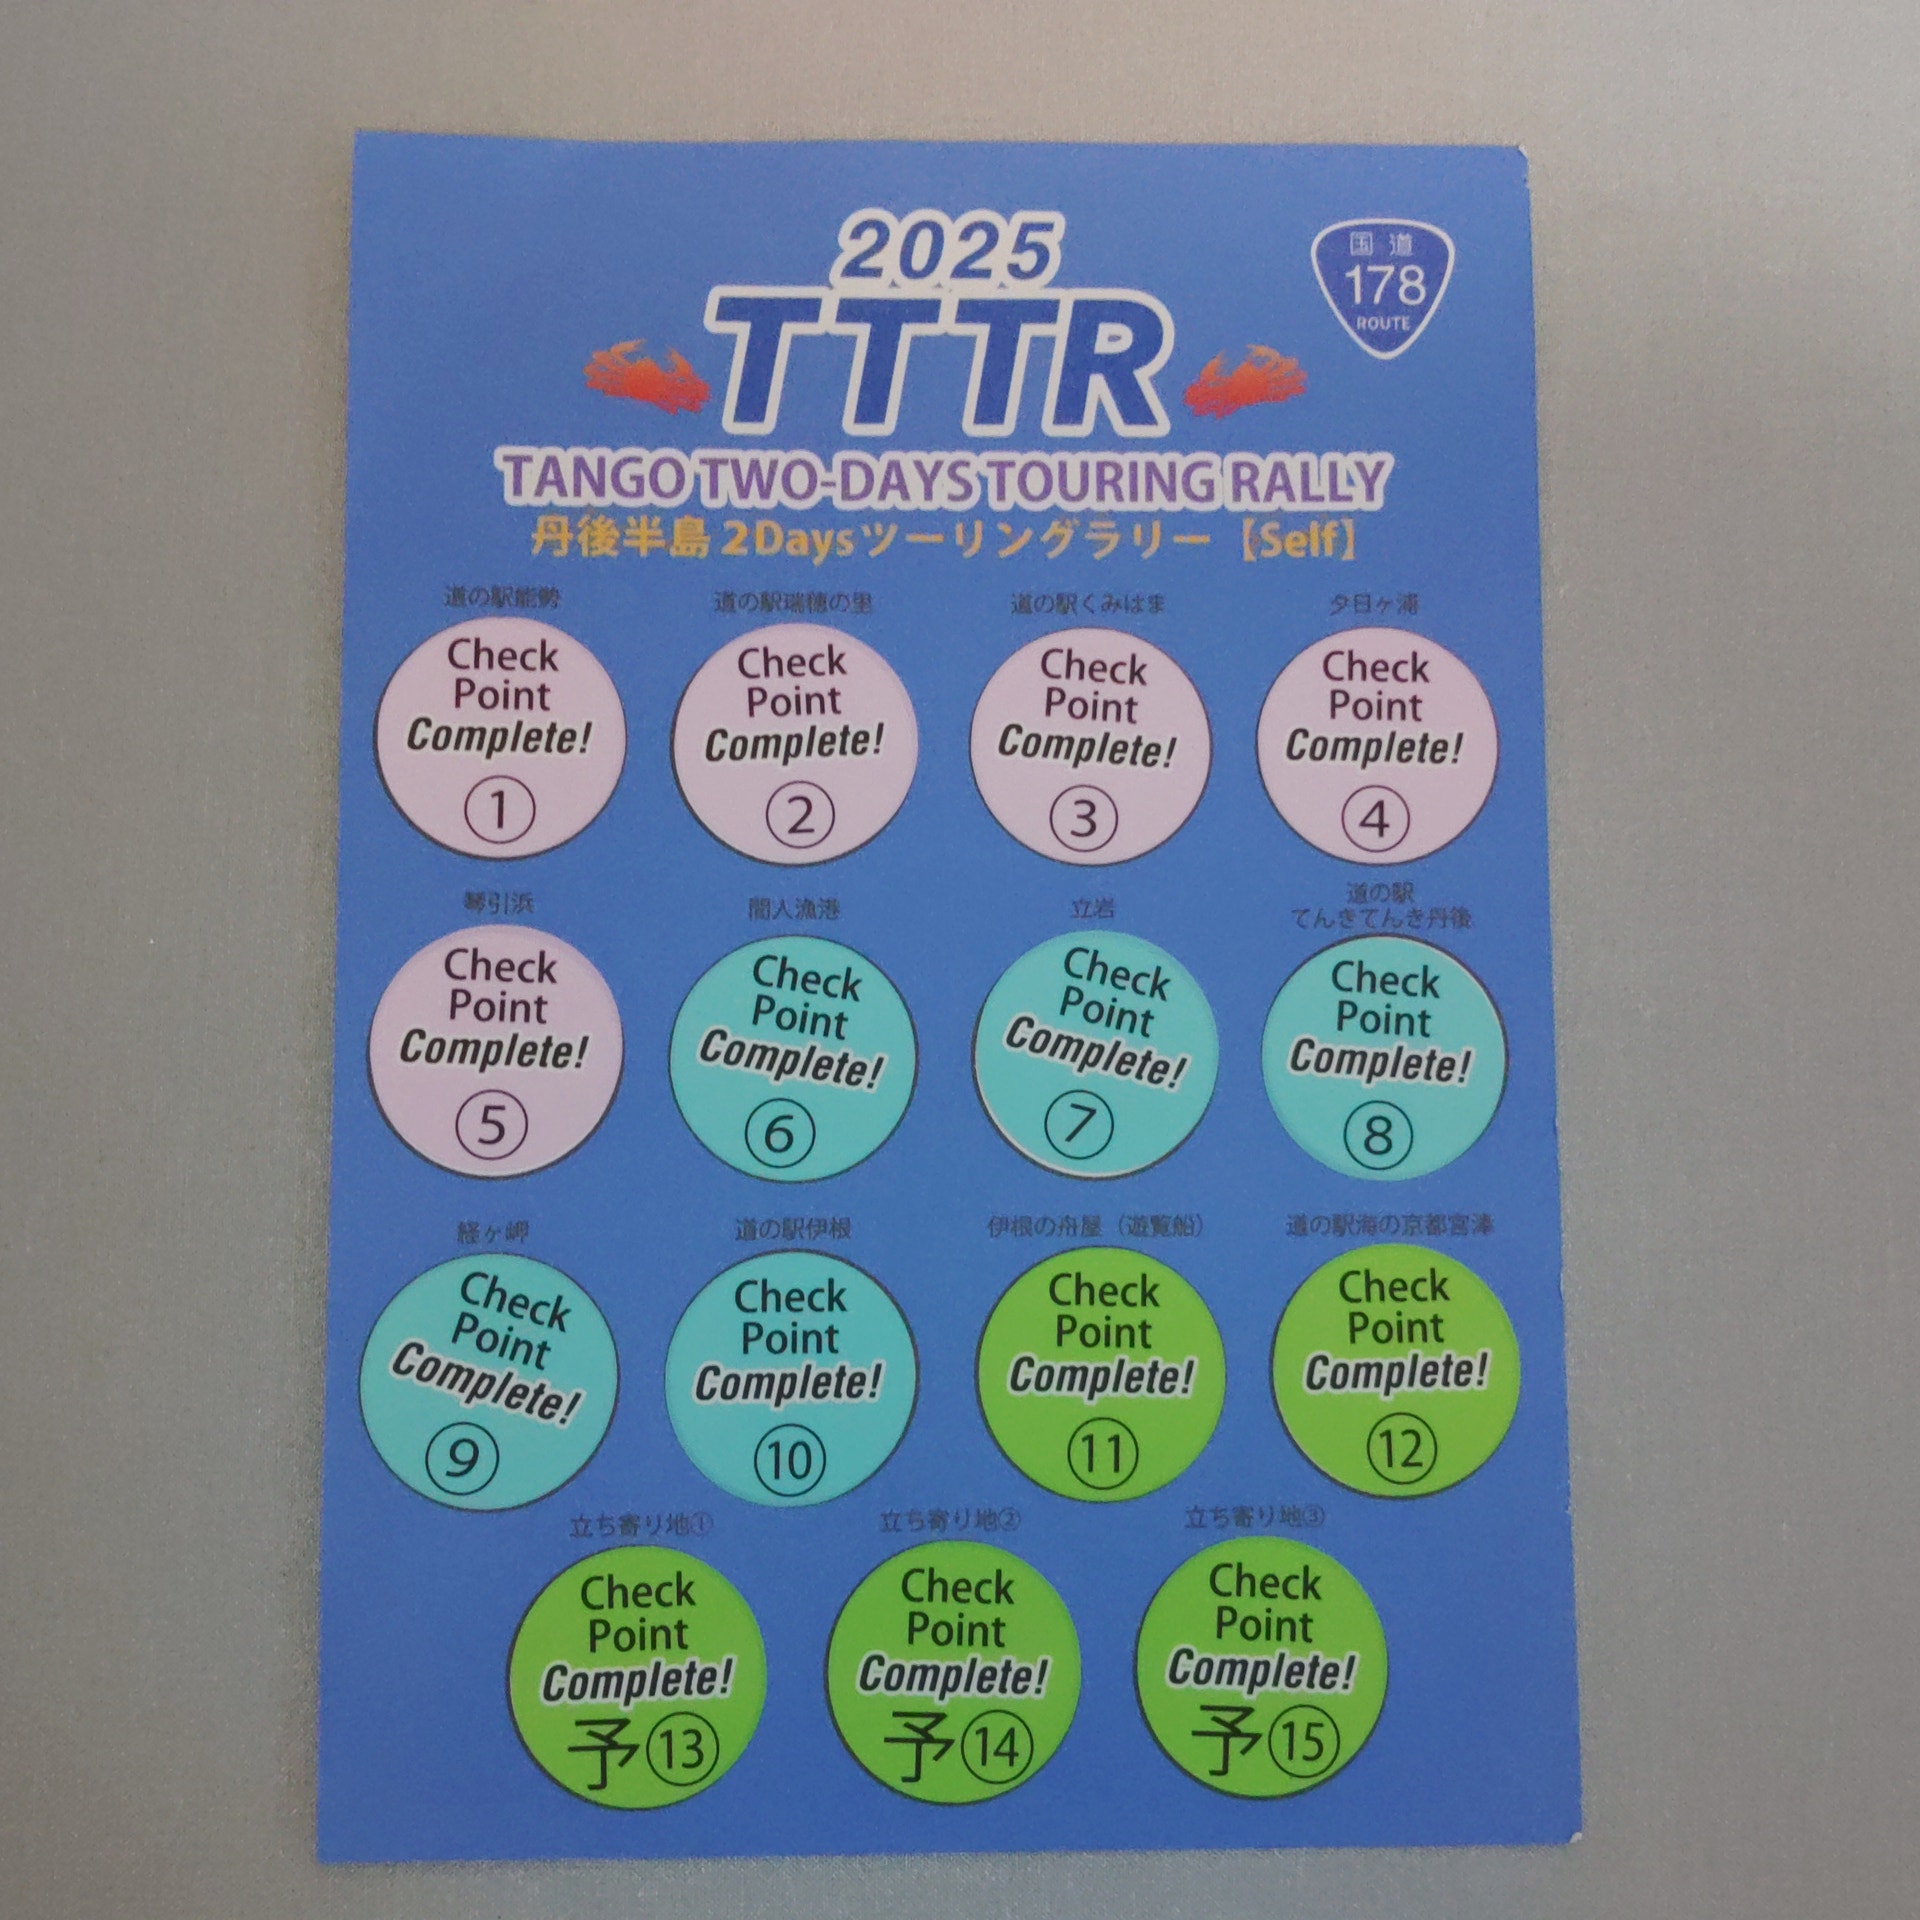 2025
国道
178
ROUTE
TTTR
TANGO TWO-DAYS TOURING RALLY
丹後半島 2Daysツーリングラリー【Self】
道の駅能勢
道の駅瑞穂の里
道の駅くみはま
夕日ヶ浦
Check
Point
Complete!
①
Check
Point
Complete!
②
Check
Point
Complete!
③
Check
Point
Complete!
④
琴引浜
間人漁港
立岩
道の駅
てんきてんき丹後
Check
Point
Complete!
⑤
Check
Point
Complete!
⑥
Check
Point
Complete!
⑦
Check
Point
Complete!
⑧
経ヶ岬
道の駅伊根
伊根の舟屋（遊覧船）
道の駅海の京都宮津
Check
Point
Complete!
⑨
Check
Point
Complete!
⑩
Check
Point
Complete!
⑪
Check
Point
Complete!
⑫
立ち寄り地①
立ち寄り地②
立ち寄り地③
Check
Point
Complete!
予⑬
Check
Point
Complete!
予⑭
Check
Point
Complete!
予⑮